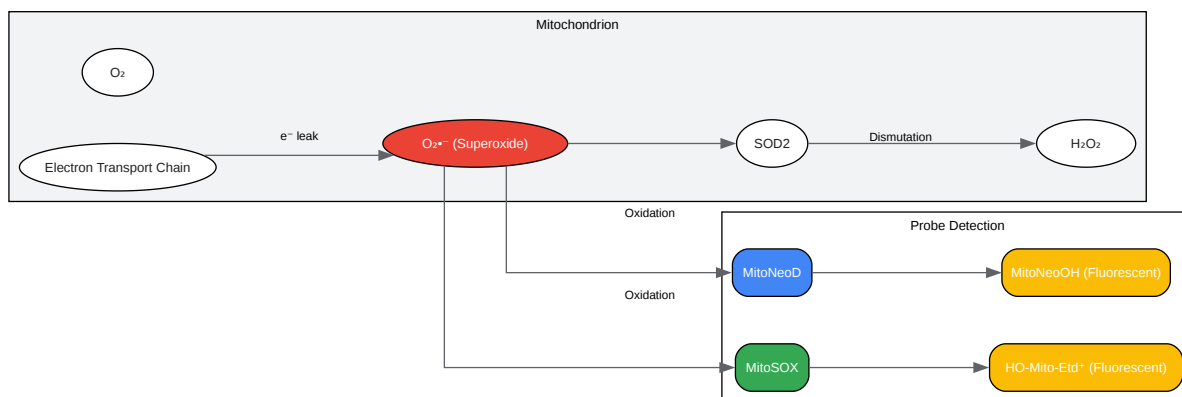 Mitochondrion
O₂
e⁻ leak
Electron Transport Chain
O₂•⁻ (Superoxide)
SOD2
Dismutation
H₂O₂
Oxidation
Probe Detection
MitoNeoD
MitoNeoOH (Fluorescent)
Oxidation
MitoSOX
HO-Mito-Etd⁺ (Fluorescent)